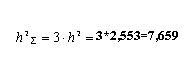 h²Σ = 3 · h² = 3*2,553=7,659